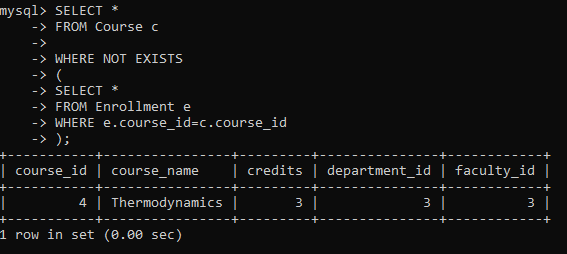 mysql> SELECT *
    -> FROM Course c
    ->
    -> WHERE NOT EXISTS
    -> (
    -> SELECT *
    -> FROM Enrollment e
    -> WHERE e.course_id=c.course_id
    -> );
+-----------+----------------+---------+---------------+------------+
| course_id | course_name    | credits | department_id | faculty_id |
+-----------+----------------+---------+---------------+------------+
|         4 | Thermodynamics |       3 |             3 |          3 |
+-----------+----------------+---------+---------------+------------+
1 row in set (0.00 sec)